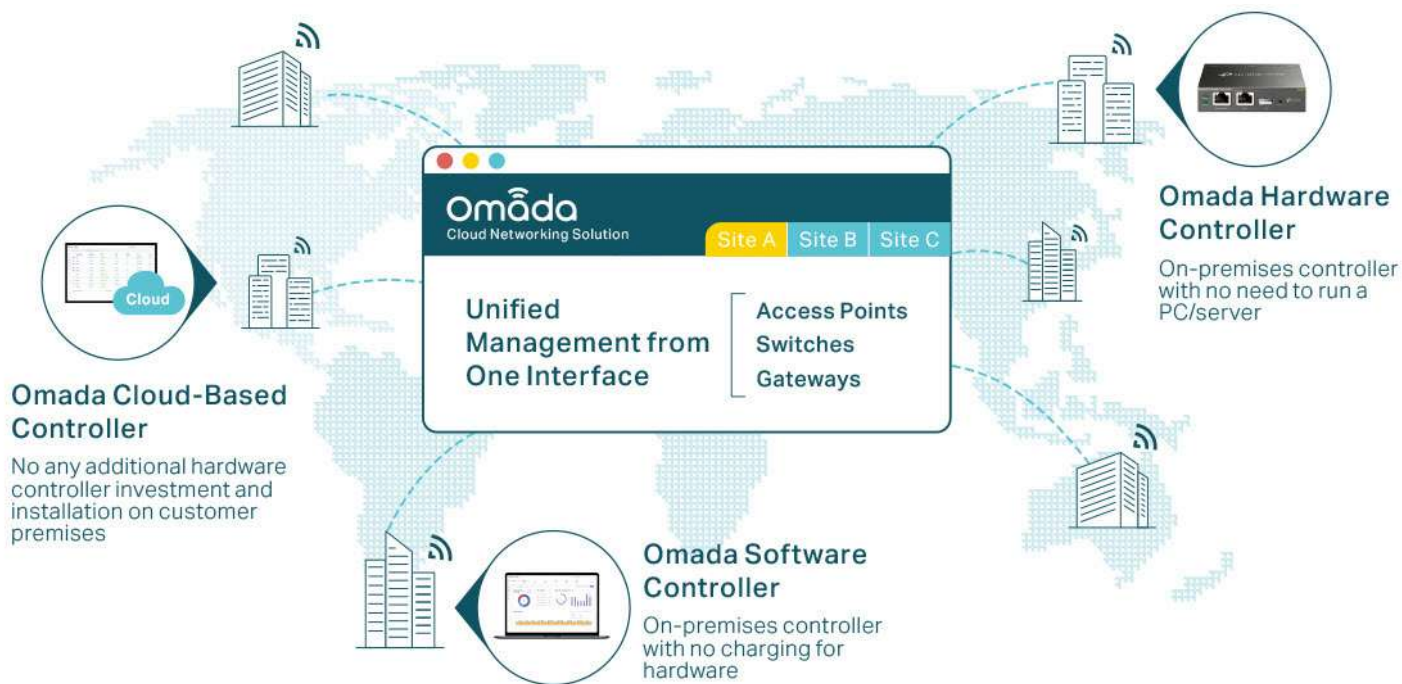 Omāda
Cloud Networking Solution
Site A
Site B
Site C
Unified
Management from
One Interface
Access Points
Switches
Gateways
Omada Hardware
Controller
On-premises controller
with no need to run a
PC/server
Cloud
Omada Cloud-Based
Controller
No any additional hardware
controller investment and
installation on customer
premises
Omada Software
Controller
On-premises controller
with no charging for
hardware